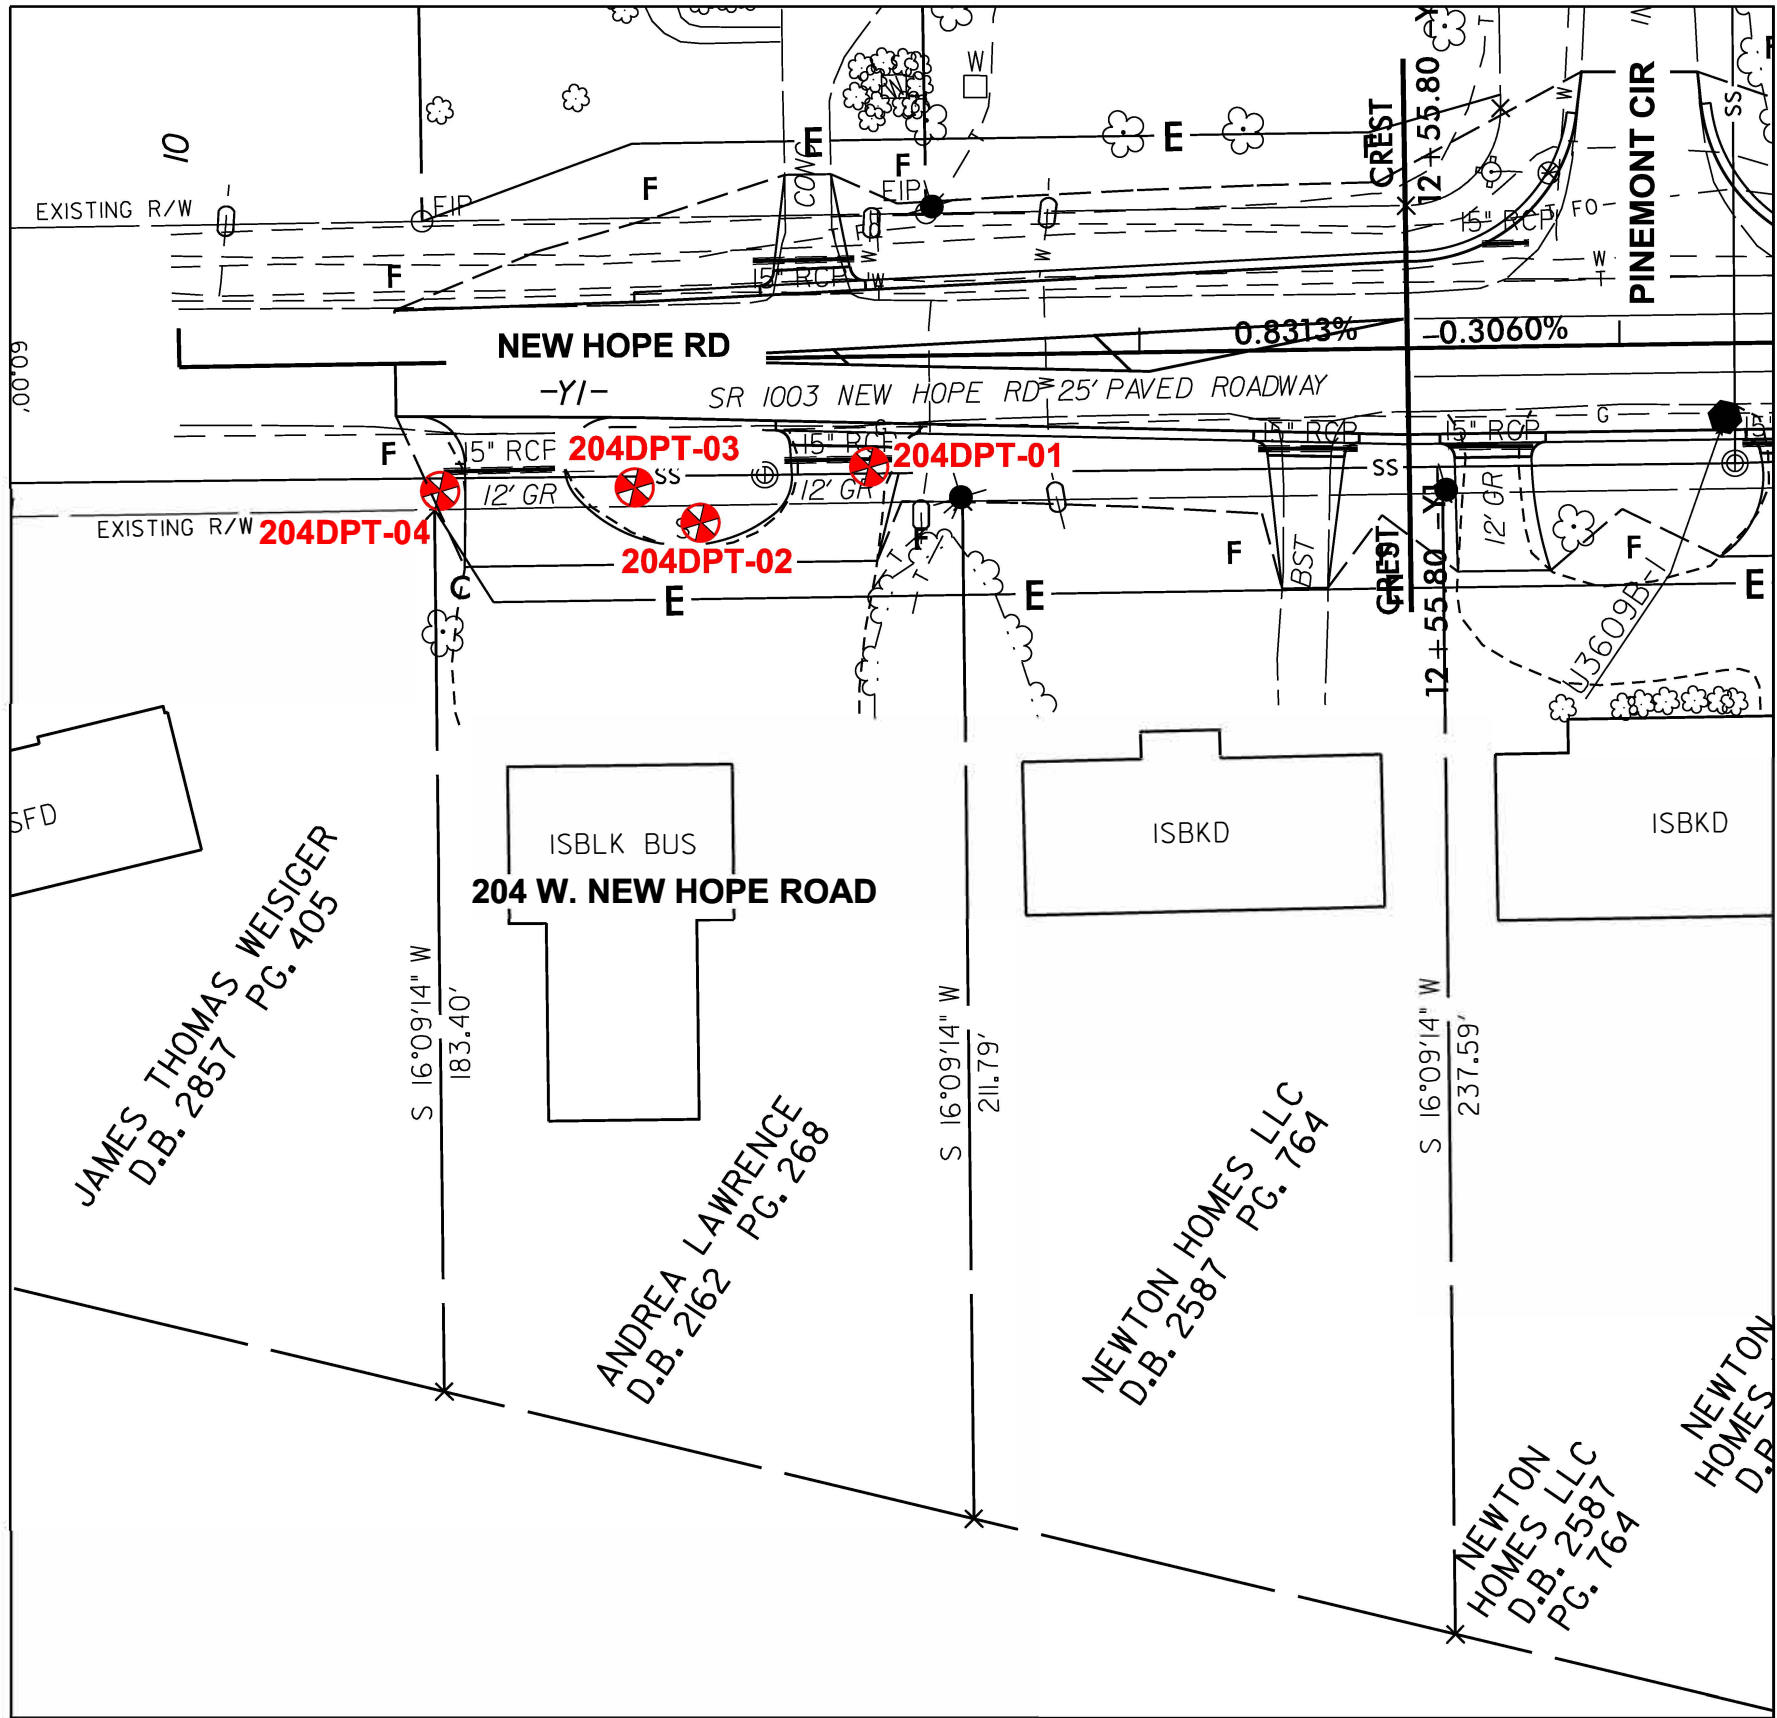 W
10
CONC
E
E
F
F
EXISTING R/W
EIP
EIP
CREST
12+55.80
PINEMONT CIR
SS
15" RCP
FO
F
15" RCP
W
W
T
60.00'
NEW HOPE RD
0.8313%
-0.3060%
-Y1-
SR 1003 NEW HOPE RD 25' PAVED ROADWAY
G
F
15" RCP
204DPT-03
15" RCP
204DPT-01
15" RCP
15" RCP
15"
SS
SS
12' GR
12' GR
12' GR
EXISTING R/W
204DPT-04
204DPT-02
F
F
BST
CREST
12+55.80 -Y1-
F
C
E
E
E
T
U3609B-1
SFD
ISBLK BUS
ISBKD
ISBKD
204 W. NEW HOPE ROAD
JAMES THOMAS WEISIGER
D.B. 2857 PG. 405
S 16°09'14" W
183.40'
ANDREA LAWRENCE
D.B. 2162 PG. 268
S 16°09'14" W
211.79'
NEWTON HOMES LLC
D.B. 2587 PG. 764
S 16°09'14" W
237.59'
NEWTON
HOMES LLC
D.B. 2587
PG. 764
NEWTON
HOMES